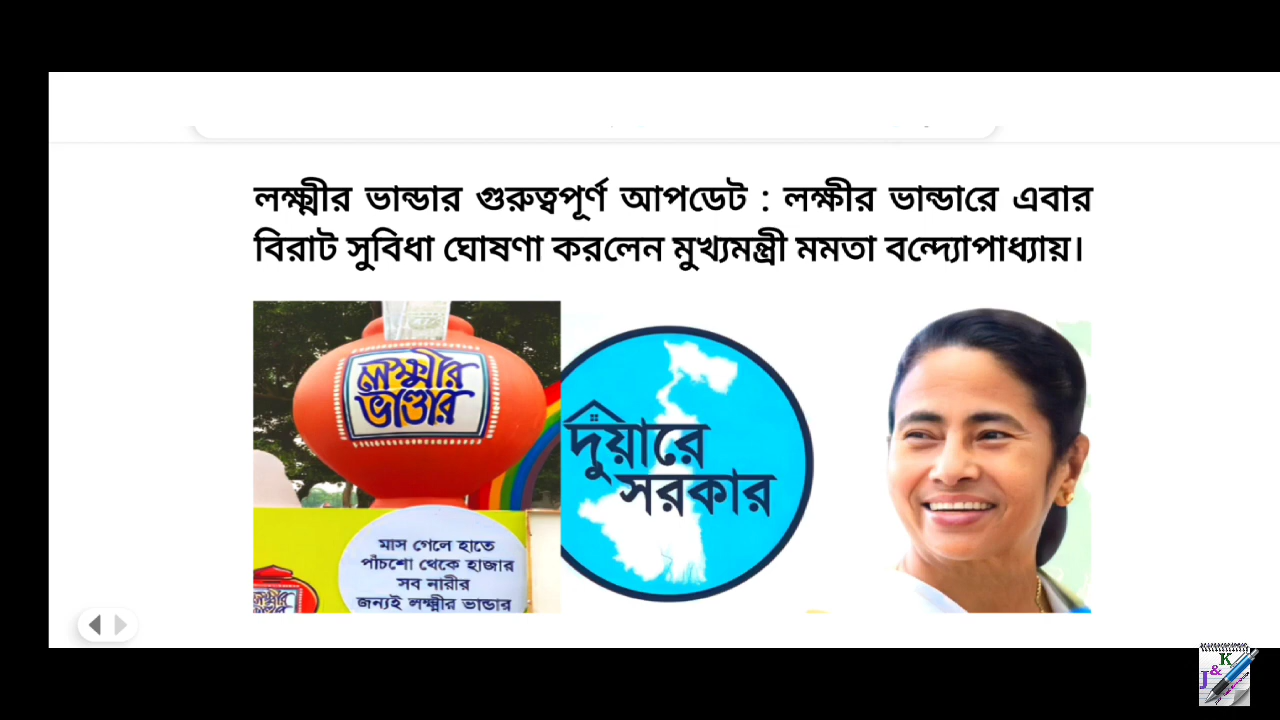 লক্ষ্মীর ভান্ডার গুরুত্বপূর্ণ আপডেট : লক্ষীর ভান্ডারে এবার
বিরাট সুবিধা ঘোষণা করলেন মুখ্যমন্ত্রী মমতা বন্দ্যোপাধ্যায়।
লক্ষ্মীর
ভাণ্ডার
দুয়ারে
সরকার
মাস গেলে হাতে
পাঁচশো থেকে হাজার
সব নারীর
জন্যই লক্ষ্মীর ভান্ডার
J&K